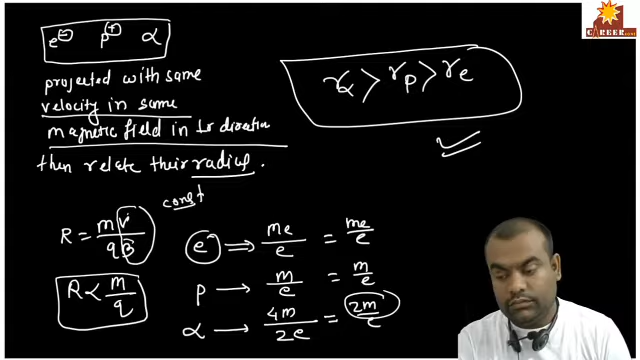 e⊖ P⊕ α
projected with same
velocity in same
magnetic field in ⊥r direction
then relate their radius.
rα > rp > re
const
R = mv/qB
R ∝ m/q
e⁻ ⇒ me/e = me/e
p → m/e = m/e
α → 4m/2e = 2m/e
CAREER